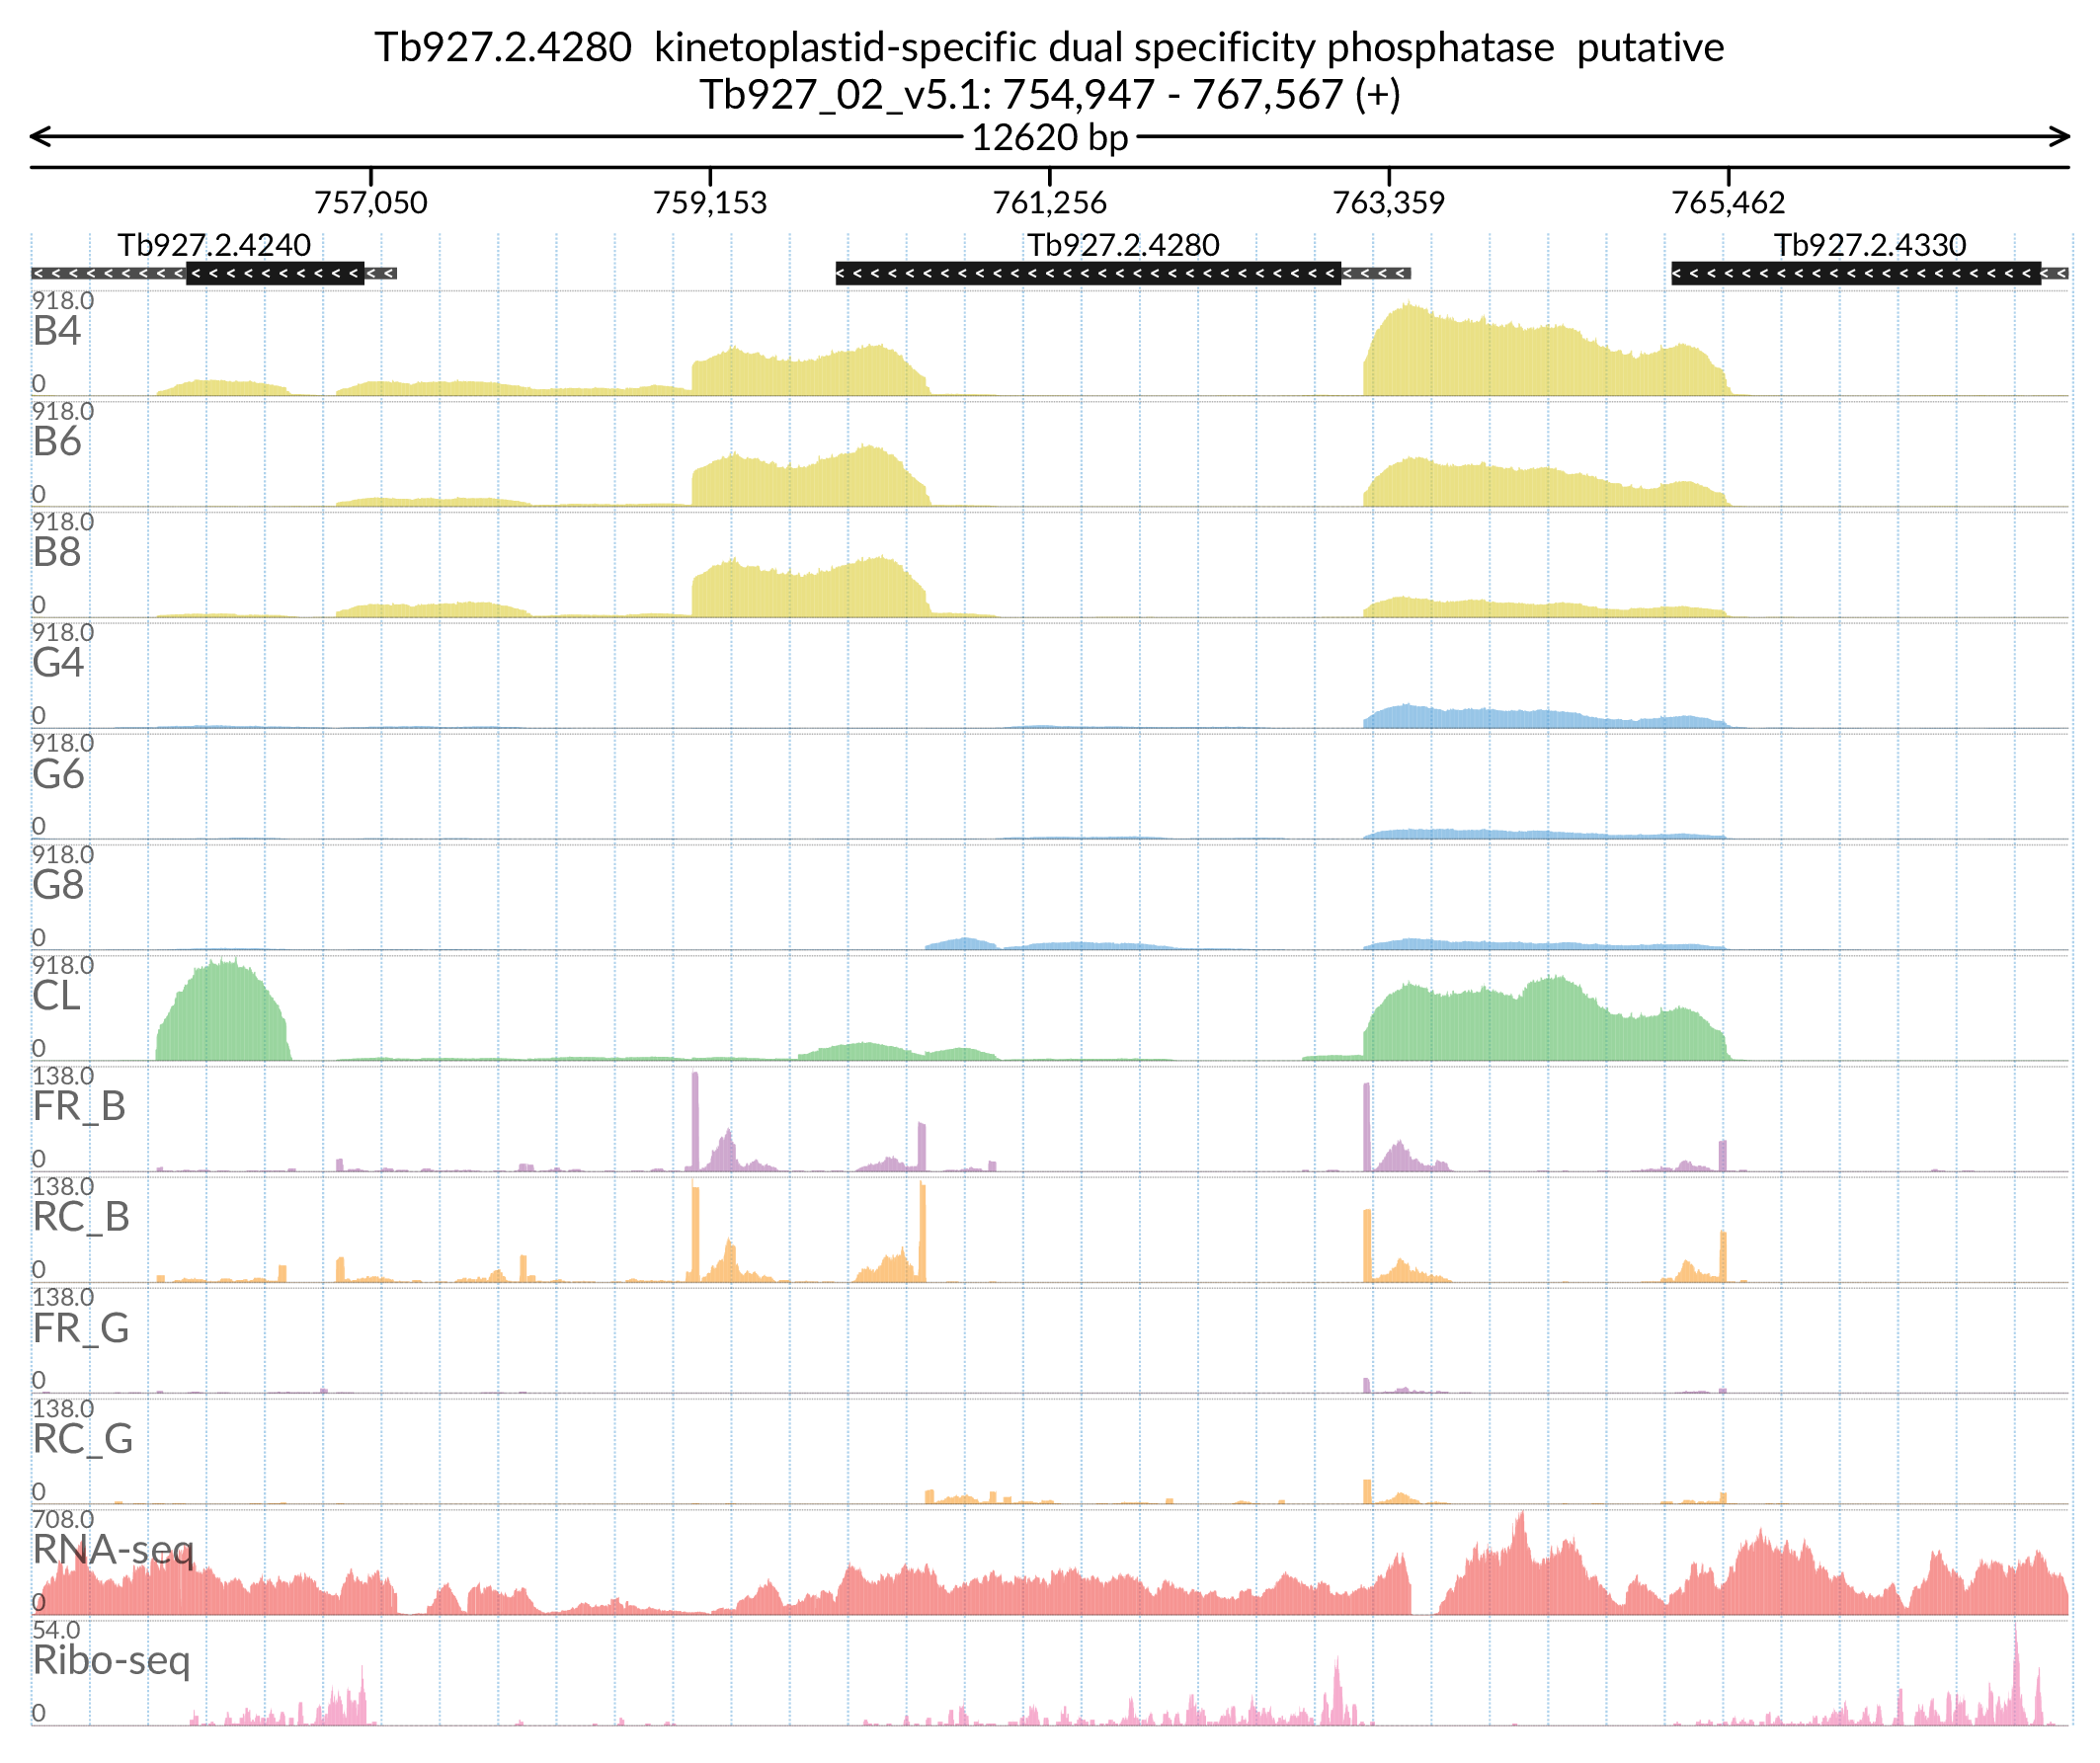 Tb927.2.4280  kinetoplastid-specific dual specificity phosphatase  putative
Tb927_02_v5.1: 754,947 - 767,567 (+)
12620 bp
757,050 759,153 761,256 763,359 765,462
Tb927.2.4240 Tb927.2.4280 Tb927.2.4330
918.0
B4
0
918.0
B6
0
918.0
B8
0
918.0
G4
0
918.0
G6
0
918.0
G8
0
918.0
CL
0
138.0
FR_B
0
138.0
RC_B
0
138.0
FR_G
0
138.0
RC_G
0
708.0
RNA-seq
0
54.0
Ribo-seq
0